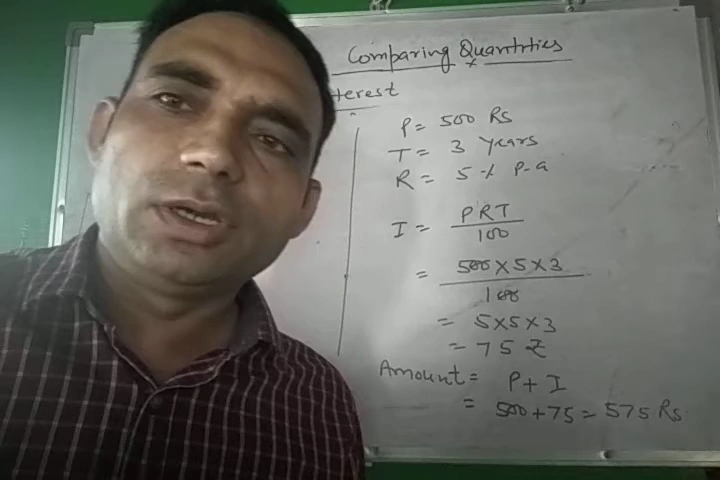 Comparing Quantities
terest
P = 500 Rs
T = 3 Years
R = 5 % P-a
I = PRT
100
= 500 × 5 × 3
100
= 5 × 5 × 3
= 75 ₹
Amount = P + I
= 500 + 75 = 575 Rs